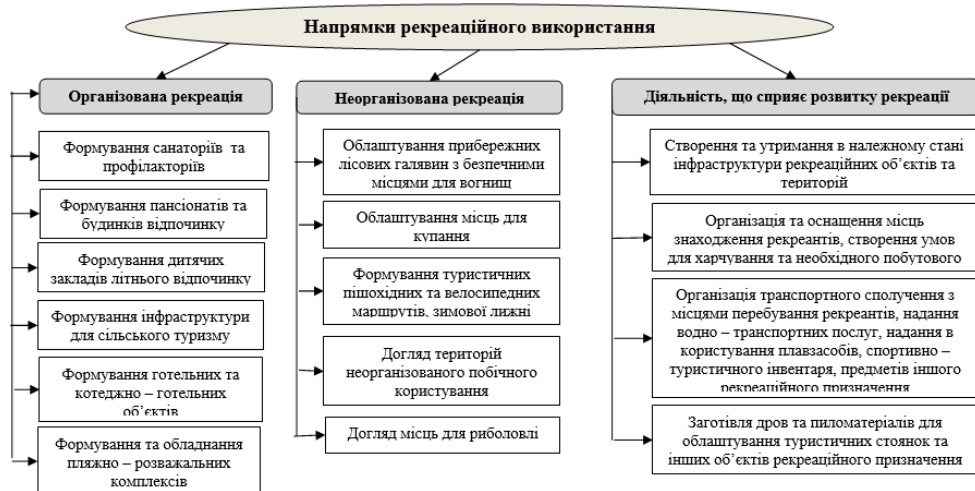 Напрямки рекреаційного використання
Організована рекреація
Формування санаторіїв та
профілакторіїв
Формування пансіонатів та
будинків відпочинку
Формування дитячих
закладів літнього відпочинку
Формування інфраструктури
для сільського туризму
Формування готельних та
котеджно – готельних
об’єктів
Формування та обладнання
пляжно – розважальних
комплексів
Неорганізована рекреація
Облаштування прибережних
лісових галявин з безпечними
місцями для вогнищ
Облаштування місць для
купання
Формування туристичних
пішохідних та велосипедних
маршрутів, зимової лижні
Догляд територій
неорганізованого побічного
користування
Догляд місць для риболовлі
Діяльність, що сприяє розвитку рекреації
Створення та утримання в належному стані
інфраструктури рекреаційних об’єктів та
територій
Організація та оснащення місць
знаходження рекреантів, створення умов
для харчування та необхідного побутового
Організація транспортного сполучення з
місцями перебування рекреантів, надання
водно – транспортних послуг, надання в
користування плавзасобів, спортивно –
туристичного інвентаря, предметів іншого
рекреаційного призначення
Заготівля дров та пиломатеріалів для
облаштування туристичних стоянок та
інших об’єктів рекреаційного призначення